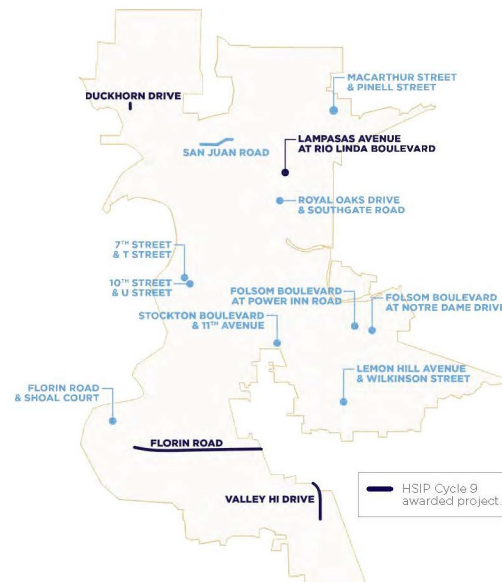 MACARTHUR STREET
& PINELL STREET
DUCKHORN DRIVE
LAMPASAS AVENUE
AT RIO LINDA BOULEVARD
SAN JUAN ROAD
ROYAL OAKS DRIVE
& SOUTHGATE ROAD
7TH STREET
& T STREET
10TH STREET
& U STREET
FOLSOM BOULEVARD
AT POWER INN ROAD
FOLSOM BOULEVARD
AT NOTRE DAME DRIVE
STOCKTON BOULEVARD
& 11TH AVENUE
LEMON HILL AVENUE
& WILKINSON STREET
FLORIN ROAD
& SHOAL COURT
FLORIN ROAD
VALLEY HI DRIVE
HSIP Cycle 9
awarded project.